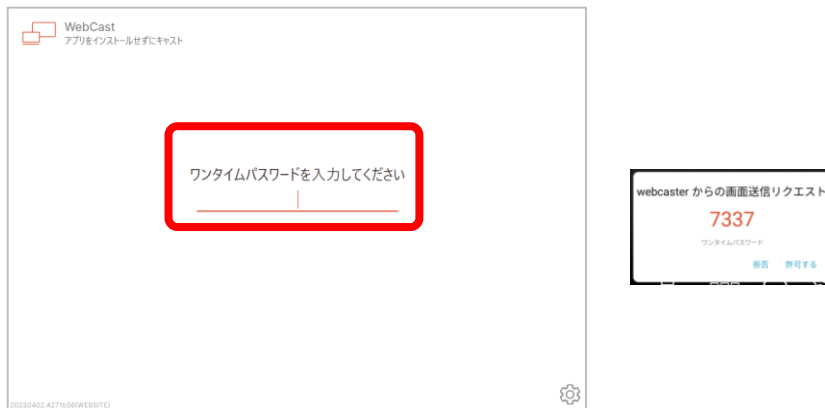 WebCast
アプリをインストールせずにキャスト
ワンタイムパスワードを入力してください
20230402.4271b56(WEBSITE)
webcaster からの画面送信リクエスト
7337
ワンタイムパスワード
拒否 許可する